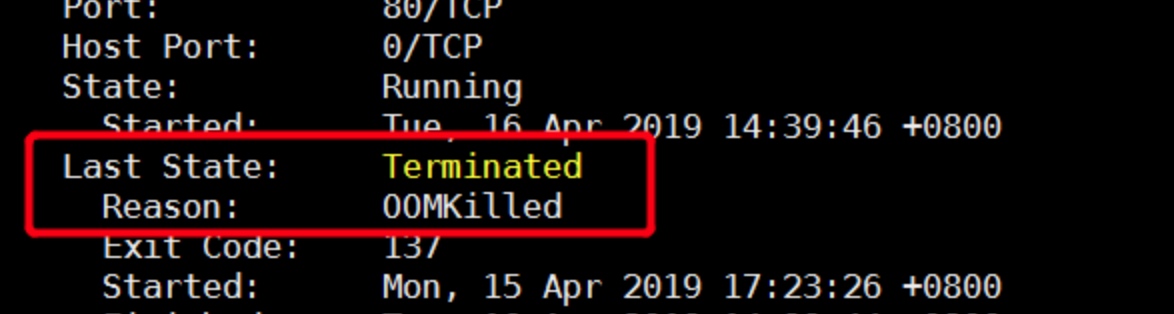 Port: 80/TCP
Host Port: 0/TCP
State: Running
Started: Tue, 16 Apr 2019 14:39:46 +0800
Last State: Terminated
Reason: OOMKilled
Exit Code: 137
Started: Mon, 15 Apr 2019 17:23:26 +0800